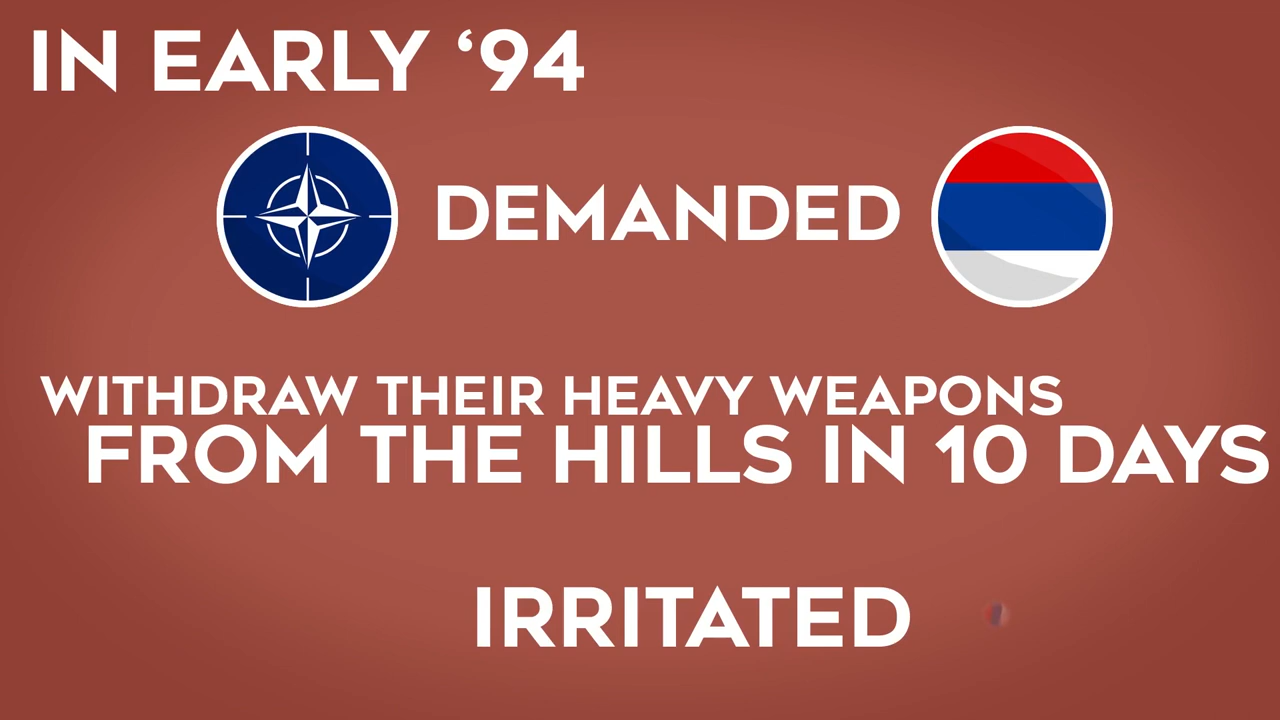 IN EARLY ‘94
DEMANDED
WITHDRAW THEIR HEAVY WEAPONS
FROM THE HILLS IN 10 DAYS
IRRITATED